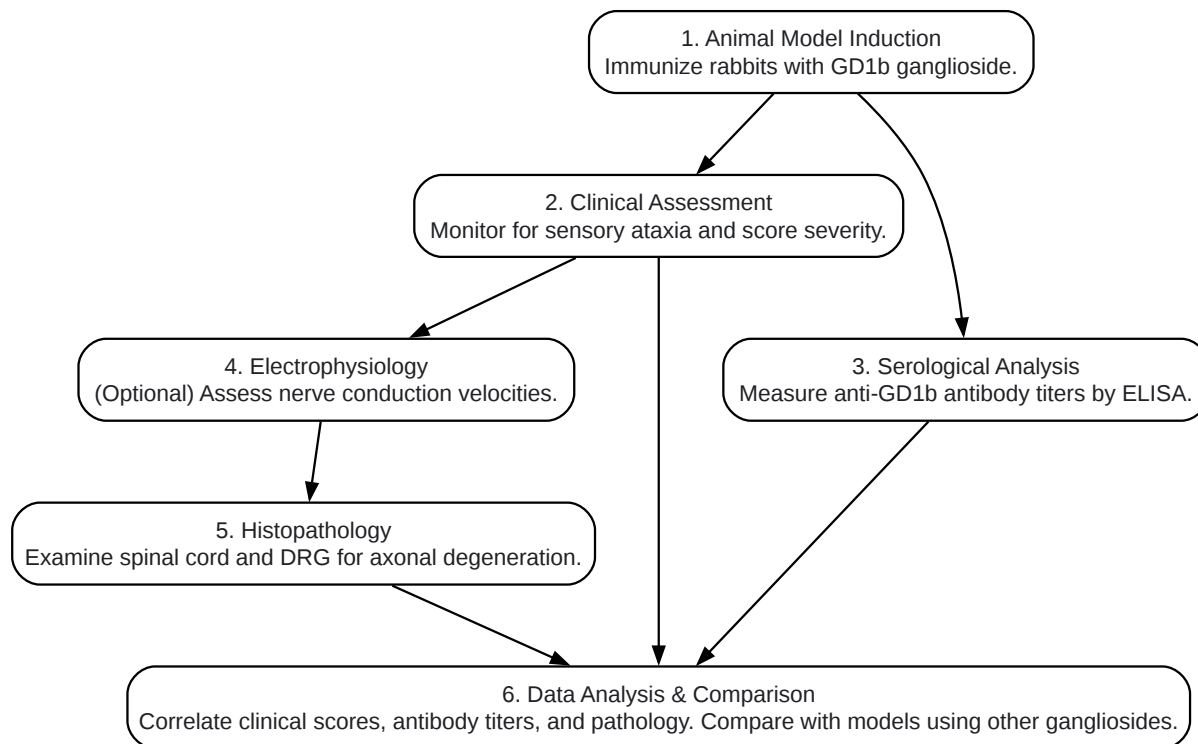 1. Animal Model Induction
Immunize rabbits with GD1b ganglioside.
2. Clinical Assessment
Monitor for sensory ataxia and score severity.
4. Electrophysiology
(Optional) Assess nerve conduction velocities.
3. Serological Analysis
Measure anti-GD1b antibody titers by ELISA.
5. Histopathology
Examine spinal cord and DRG for axonal degeneration.
6. Data Analysis & Comparison
Correlate clinical scores, antibody titers, and pathology. Compare with models using other gangliosides.